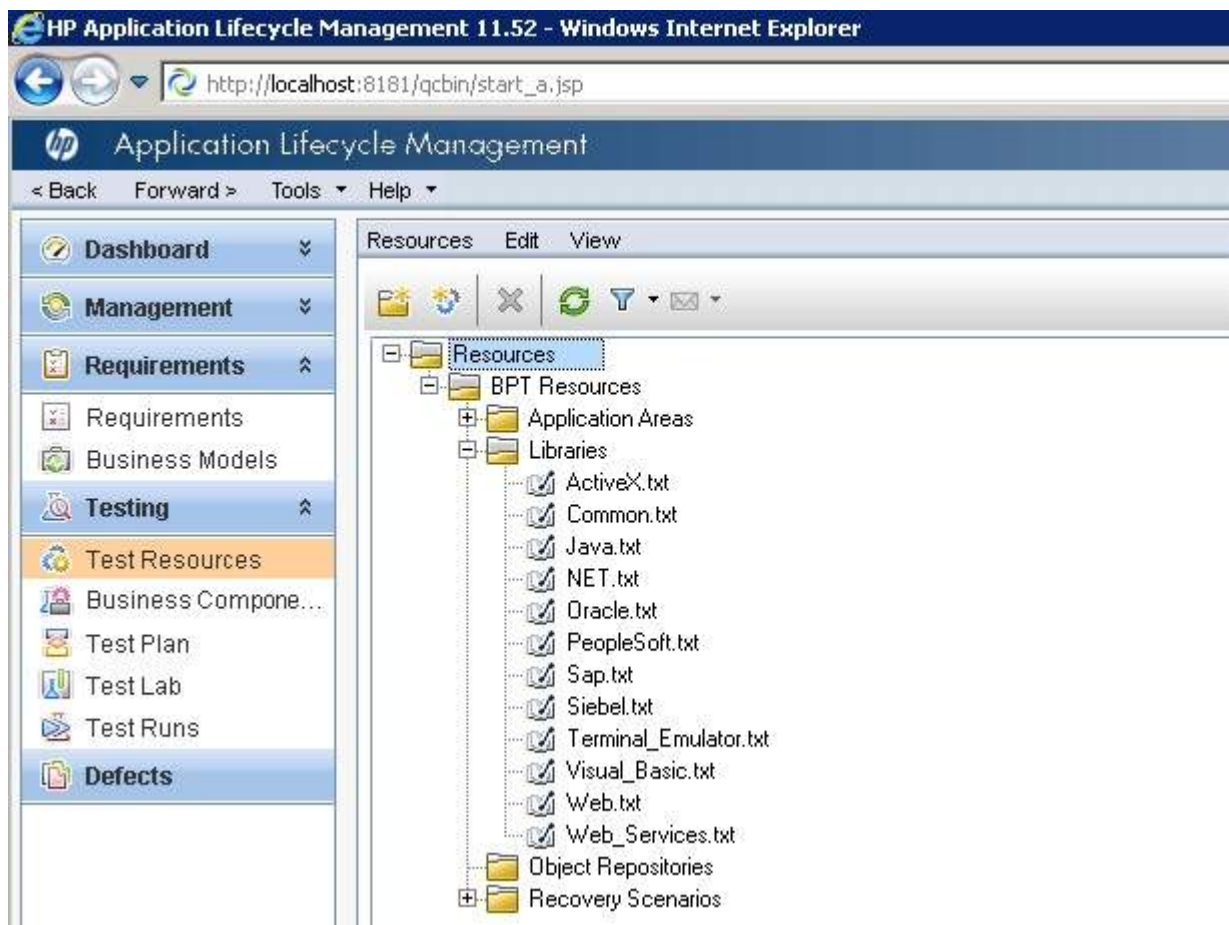 HP Application Lifecycle Management 11.52 - Windows Internet Explorer
http://localhost:8181/qcbin/start_a.jsp
hp Application Lifecycle Management
< Back Forward > Tools Help
Dashboard
Management
Requirements
Requirements
Business Models
Testing
Test Resources
Business Compone...
Test Plan
Test Lab
Test Runs
Defects
Resources Edit View
Resources
BPT Resources
Application Areas
Libraries
ActiveX.txt
Common.txt
Java.txt
NET.txt
Oracle.txt
PeopleSoft.txt
Sap.txt
Siebel.txt
Terminal_Emulator.txt
Visual_Basic.txt
Web.txt
Web_Services.txt
Object Repositories
Recovery Scenarios